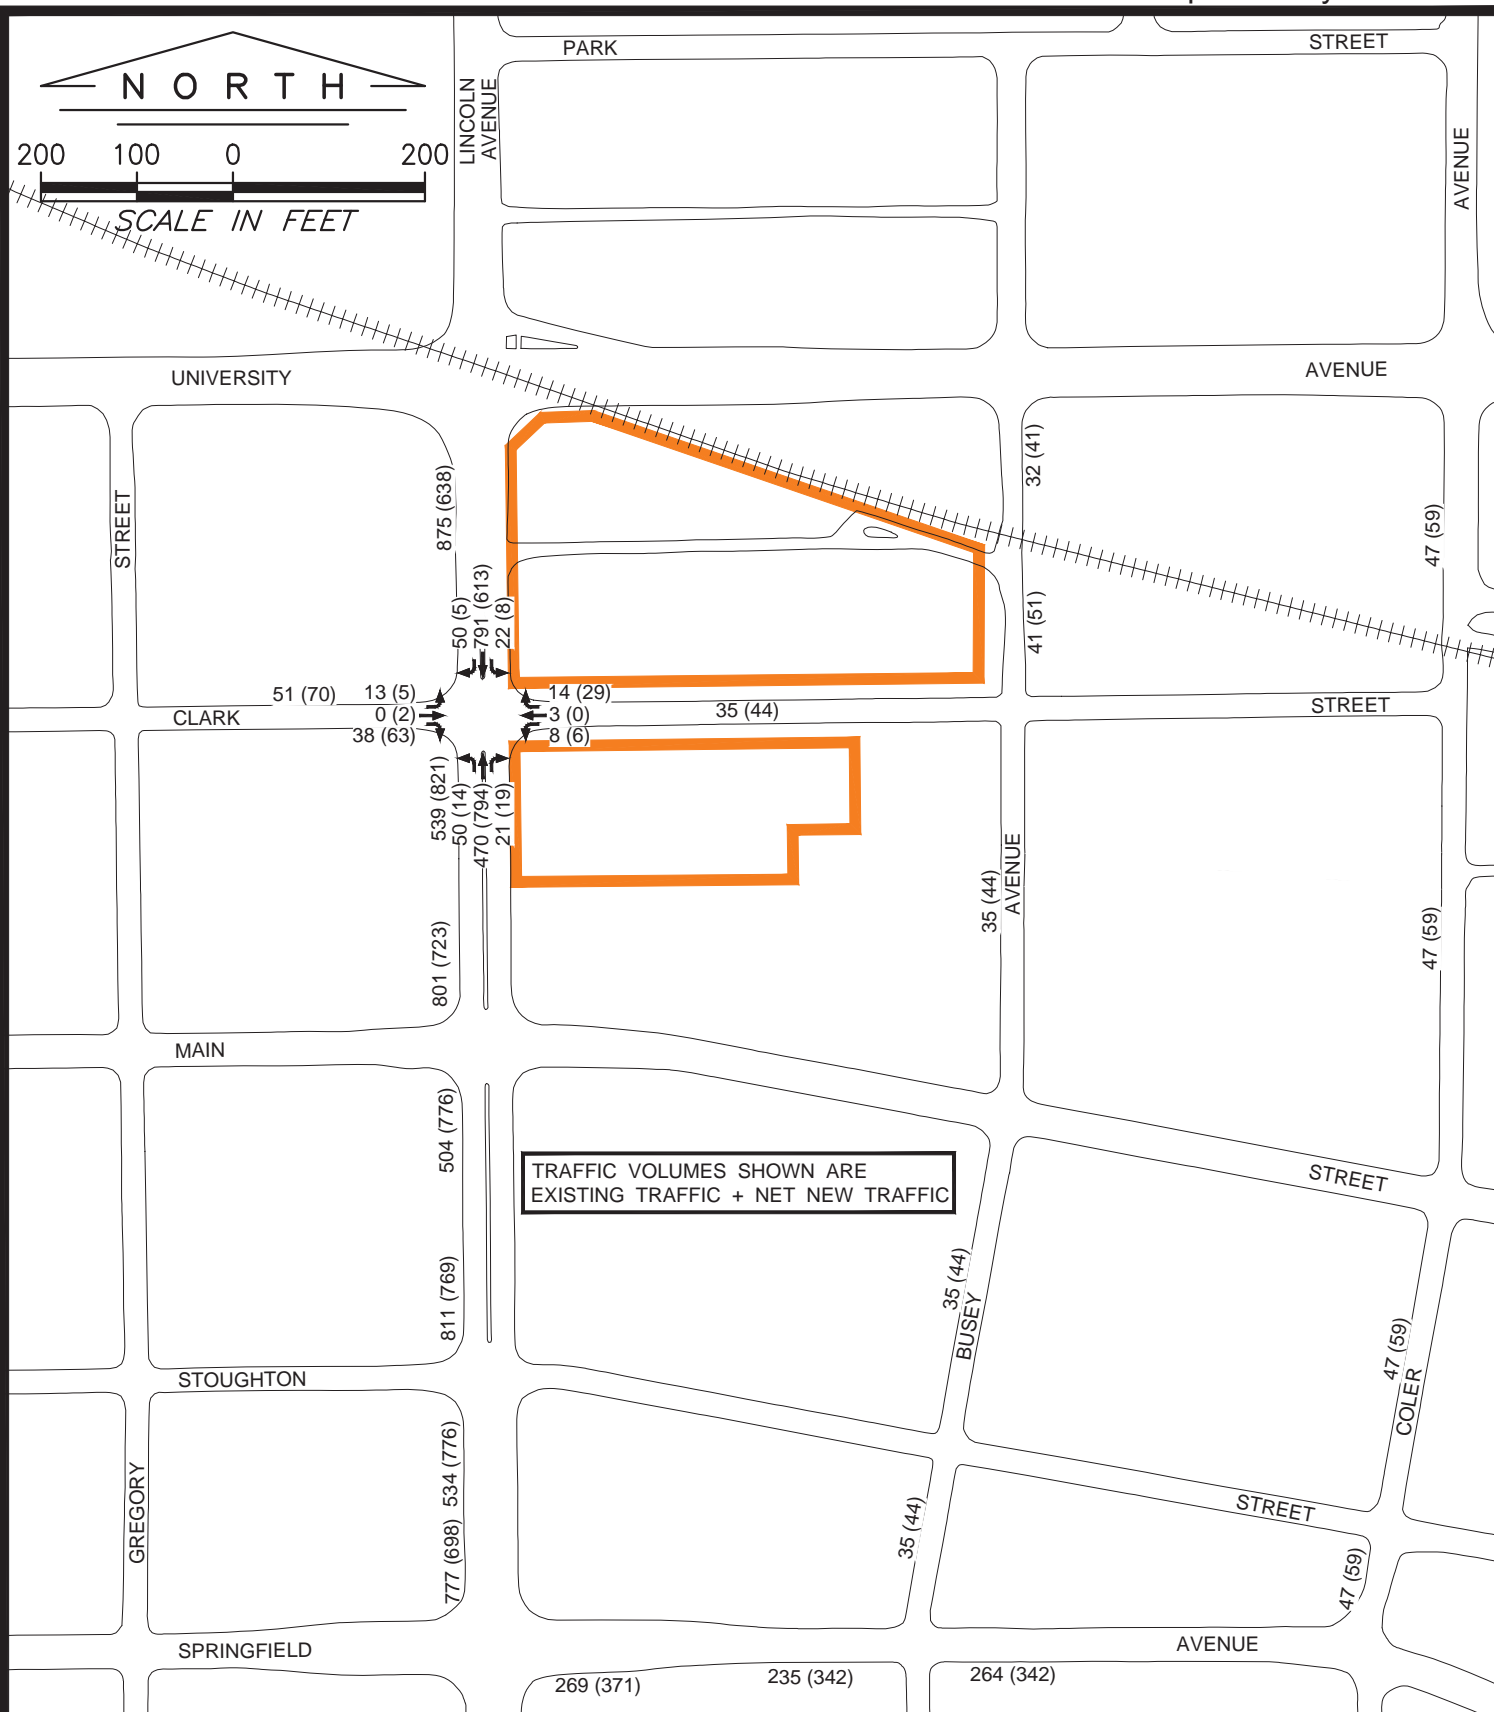 PARK
STREET
NORTH
LINCOLN
AVENUE
AVENUE
200 100 0 200
SCALE IN FEET
UNIVERSITY
AVENUE
STREET
875 (638)
32 (41)
47 (59)
50 (5)
791 (613)
22 (8)
41 (51)
51 (70)
13 (5)
14 (29)
CLARK
0 (2)
3 (0)
35 (44)
STREET
38 (63)
8 (6)
539 (821)
50 (14)
470 (794)
21 (19)
35 (44)
AVENUE
801 (723)
47 (59)
MAIN
504 (776)
TRAFFIC VOLUMES SHOWN ARE
EXISTING TRAFFIC + NET NEW TRAFFIC
STREET
811 (769)
35 (44)
BUSEY
47 (59)
COLER
STOUGHTON
GREGORY
534 (776)
777 (698)
35 (44)
STREET
47 (59)
SPRINGFIELD
AVENUE
269 (371)
235 (342)
264 (342)